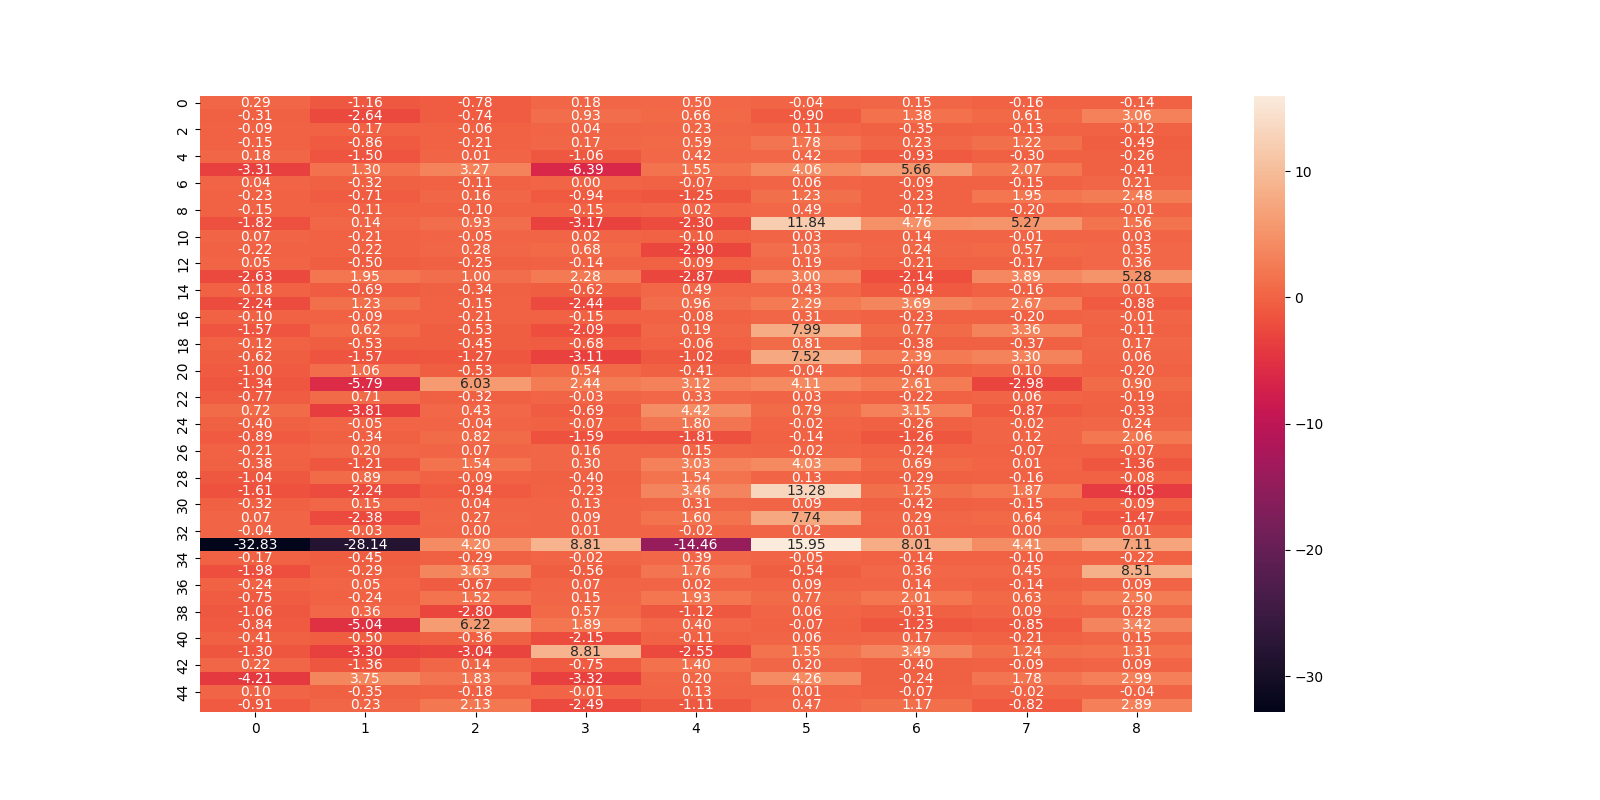 0 0.29 -1.16 -0.78 0.18 0.50 -0.04 0.15 -0.16 -0.14
-0.31 -2.64 -0.74 0.93 0.66 -0.90 1.38 0.61 3.06
2 -0.09 -0.17 -0.06 0.04 0.23 0.11 -0.35 -0.13 -0.12
-0.15 -0.86 -0.21 0.17 0.59 1.78 0.23 1.22 -0.49
4 0.18 -1.50 0.01 -1.06 0.42 0.42 -0.93 -0.30 -0.26
-3.31 1.30 3.27 -6.39 1.55 4.06 5.66 2.07 -0.41
6 0.04 -0.32 -0.11 0.00 -0.07 0.06 -0.09 -0.15 0.21
-0.23 -0.71 0.16 -0.94 -1.25 1.23 -0.23 1.95 2.48
8 -0.15 -0.11 -0.10 -0.15 0.02 0.49 -0.12 -0.20 -0.01
-1.82 0.14 0.93 -3.17 -2.30 11.84 4.76 5.27 1.56
10 0.07 -0.21 -0.05 0.02 -0.10 0.03 0.14 -0.01 0.03
-0.22 -0.22 0.28 0.68 -2.90 1.03 0.24 0.57 0.35
12 0.05 -0.50 -0.25 -0.14 -0.09 0.19 -0.21 -0.17 0.36
-2.63 1.95 1.00 2.28 -2.87 3.00 -2.14 3.89 5.28
14 -0.18 -0.69 -0.34 -0.62 0.49 0.43 -0.94 -0.16 0.01
-2.24 1.23 -0.15 -2.44 0.96 2.29 3.69 2.67 -0.88
16 -0.10 -0.09 -0.21 -0.15 -0.08 0.31 -0.23 -0.20 -0.01
-1.57 0.62 -0.53 -2.09 0.19 7.99 0.77 3.36 -0.11
18 -0.12 -0.53 -0.45 -0.68 -0.06 0.81 -0.38 -0.37 0.17
-0.62 -1.57 -1.27 -3.11 -1.02 7.52 2.39 3.30 0.06
20 -1.00 1.06 -0.53 0.54 -0.41 -0.04 -0.40 0.10 -0.20
-1.34 -5.79 6.03 2.44 3.12 4.11 2.61 -2.98 0.90
22 -0.77 0.71 -0.32 -0.03 0.33 0.03 -0.22 0.06 -0.19
0.72 -3.81 0.43 -0.69 4.42 0.79 3.15 -0.87 -0.33
24 -0.40 -0.05 -0.04 -0.07 1.80 -0.02 -0.26 -0.02 0.24
-0.89 -0.34 0.82 -1.59 -1.81 -0.14 -1.26 0.12 2.06
26 -0.21 0.20 0.07 0.16 0.15 -0.02 -0.24 -0.07 -0.07
-0.38 -1.21 1.54 0.30 3.03 4.03 0.69 0.01 -1.36
28 -1.04 0.89 -0.09 -0.40 1.54 0.13 -0.29 -0.16 -0.08
-1.61 -2.24 -0.94 -0.23 3.46 13.28 1.25 1.87 -4.05
30 -0.32 0.15 0.04 0.13 0.31 0.09 -0.42 -0.15 -0.09
0.07 -2.38 0.27 0.09 1.60 7.74 0.29 0.64 -1.47
32 -0.04 -0.03 0.00 0.01 -0.02 0.02 0.01 0.00 0.01
-32.83 -28.14 4.20 8.81 -14.46 15.95 8.01 4.41 7.11
34 -0.17 -0.45 -0.29 -0.02 0.39 -0.05 -0.14 -0.10 -0.22
-1.98 -0.29 3.63 -0.56 1.76 -0.54 0.36 0.45 8.51
36 -0.24 0.05 -0.67 0.07 0.02 0.09 0.14 -0.14 0.09
-0.75 -0.24 1.52 0.15 1.93 0.77 2.01 0.63 2.50
38 -1.06 0.36 -2.80 0.57 -1.12 0.06 -0.31 0.09 0.28
-0.84 -5.04 6.22 1.89 0.40 -0.07 -1.23 -0.85 3.42
40 -0.41 -0.50 -0.36 -2.15 -0.11 0.06 0.17 -0.21 0.15
-1.30 -3.30 -3.04 8.81 -2.55 1.55 3.49 1.24 1.31
42 0.22 -1.36 0.14 -0.75 1.40 0.20 -0.40 -0.09 0.09
-4.21 3.75 1.83 -3.32 0.20 4.26 -0.24 1.78 2.99
44 0.10 -0.35 -0.18 -0.01 0.13 0.01 -0.07 -0.02 -0.04
-0.91 0.23 2.13 -2.49 -1.11 0.47 1.17 -0.82 2.89
0 1 2 3 4 5 6 7 8
10
0
−10
−20
−30